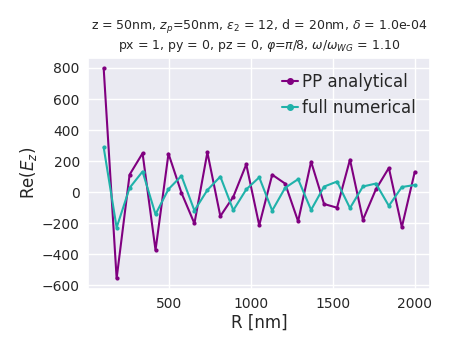 z = 50nm, z_p=50nm, ε_2 = 12, d = 20nm, δ = 1.0e-04
px = 1, py = 0, pz = 0, φ=π/8, ω/ω_WG = 1.10
PP analytical
full numerical
Re(E_z)
800
600
400
200
0
−200
−400
−600
500
1000
1500
2000
R [nm]